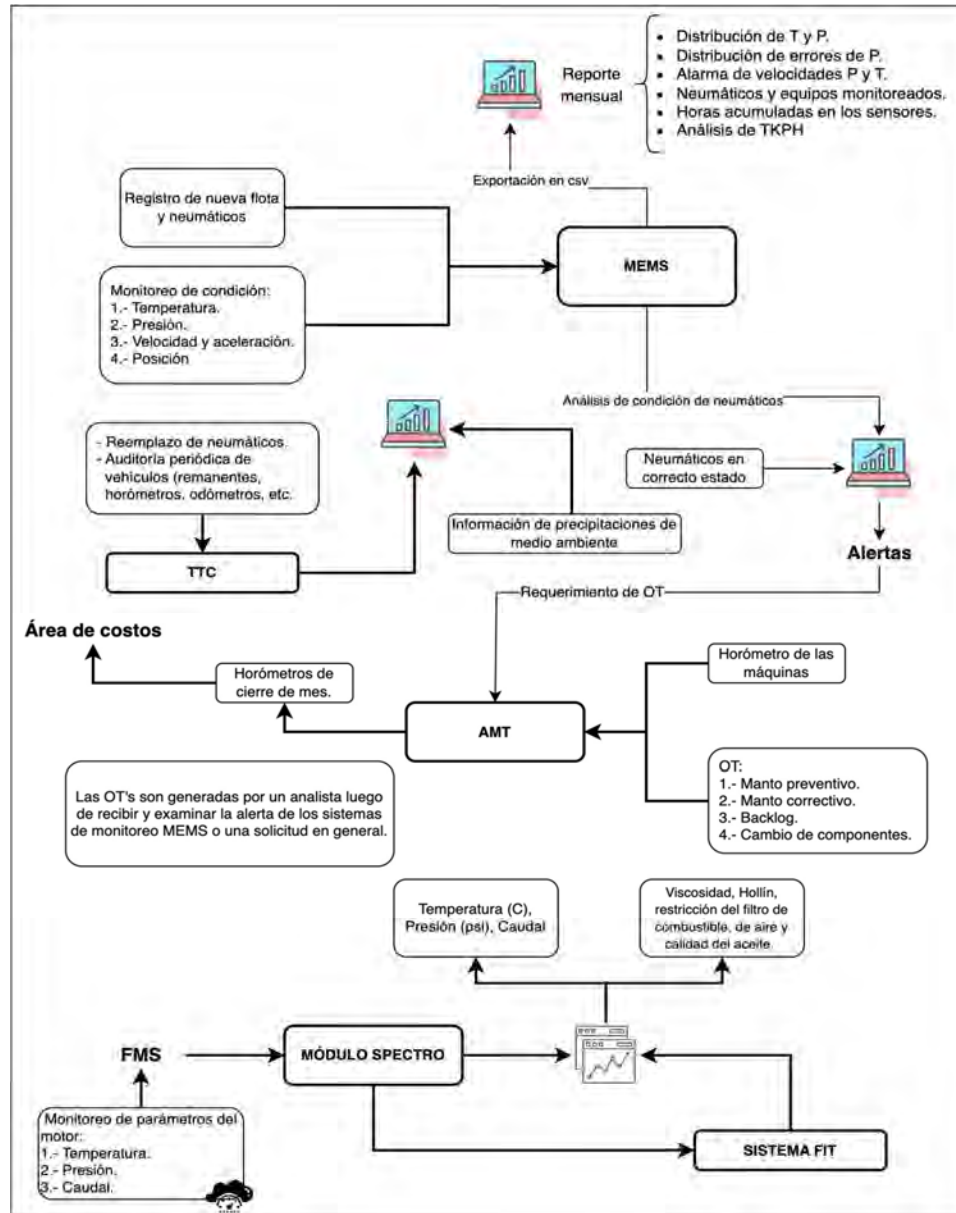 Distribución de T y P.
Distribución de errores de P.
Alarma de velocidades P y T.
Neumáticos y equipos monitoreados.
Horas acumuladas en los sensores.
Análisis de TKPH
Reporte
mensual
Exportación en csv
Registro de nueva flota
y neumáticos
MEMS
Monitoreo de condición:
1.- Temperatura.
2.- Presión.
3.- Velocidad y aceleración.
4.- Posición
Análisis de condición de neumáticos
- Reemplazo de neumáticos.
- Auditoría periódica de
vehículos (remanentes,
horómetros, odómetros, etc.
Neumáticos en
correcto estado
Información de precipitaciones de
medio ambiente
TTC
Alertas
Requerimiento de OT
Área de costos
Horómetros de
cierre de mes.
Horómetro de las
máquinas
AMT
OT:
1.- Manto preventivo.
2.- Manto correctivo.
3.- Backlog.
4.- Cambio de componentes.
Las OT's son generadas por un analista luego
de recibir y examinar la alerta de los sistemas
de monitoreo MEMS o una solicitud en general.
Temperatura (C),
Presión (psi), Caudal
Viscosidad, Hollín,
restricción del filtro de
combustible, de aire y
calidad del aceite.
FMS
MÓDULO SPECTRO
Monitoreo de parámetros del
motor:
1.- Temperatura.
2.- Presión.
3.- Caudal.
SISTEMA FIT